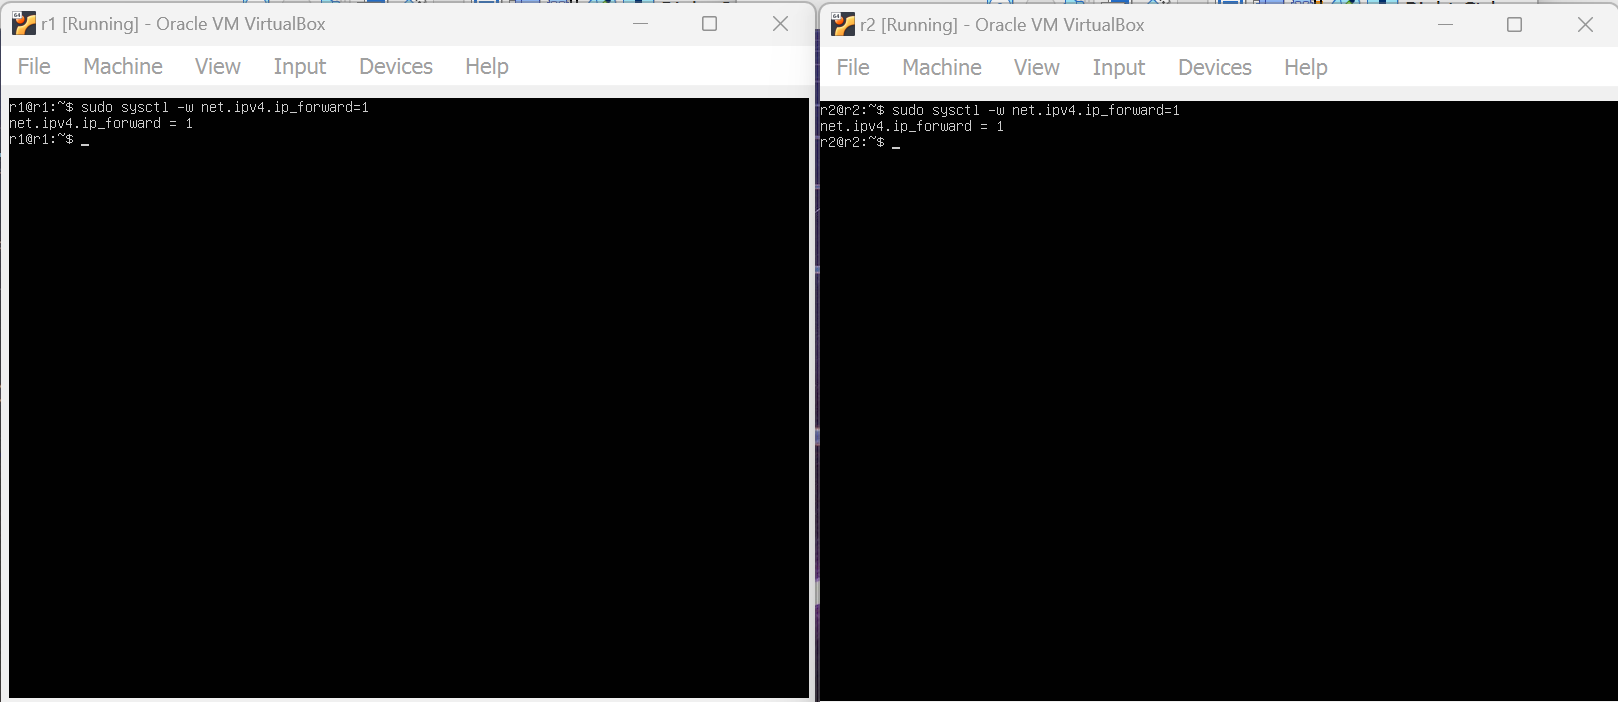 r1 [Running] - Oracle VM VirtualBox
File Machine View Input Devices Help
r1@r1:~$ sudo sysctl -w net.ipv4.ip_forward=1
net.ipv4.ip_forward = 1
r1@r1:~$ _
r2 [Running] - Oracle VM VirtualBox
File Machine View Input Devices Help
r2@r2:~$ sudo sysctl -w net.ipv4.ip_forward=1
net.ipv4.ip_forward = 1
r2@r2:~$ _